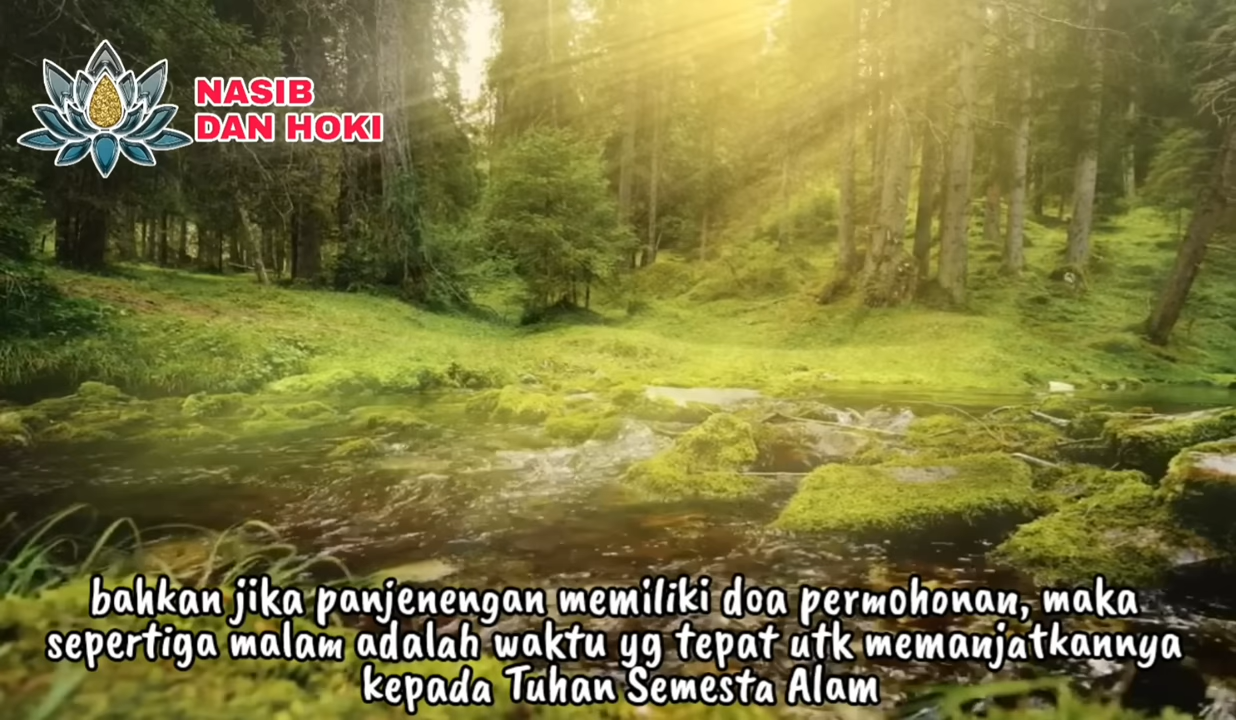 NASIB
DAN HOKI
bahkan jika panjenengan memiliki doa permohonan, maka
sepertiga malam adalah waktu yg tepat utk memanjatkannya
kepada Tuhan Semesta Alam